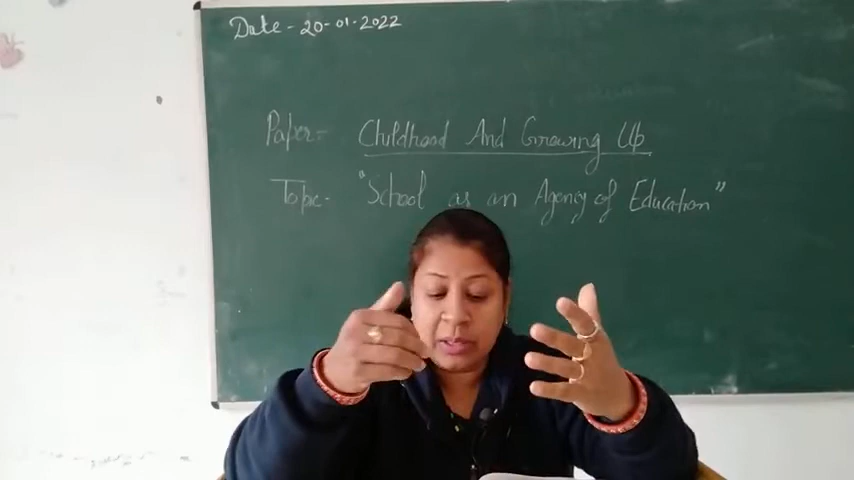 Date - 20-01-2022
Paper - Childhood And Growing Up
Topic - "School as an Agency of Education"